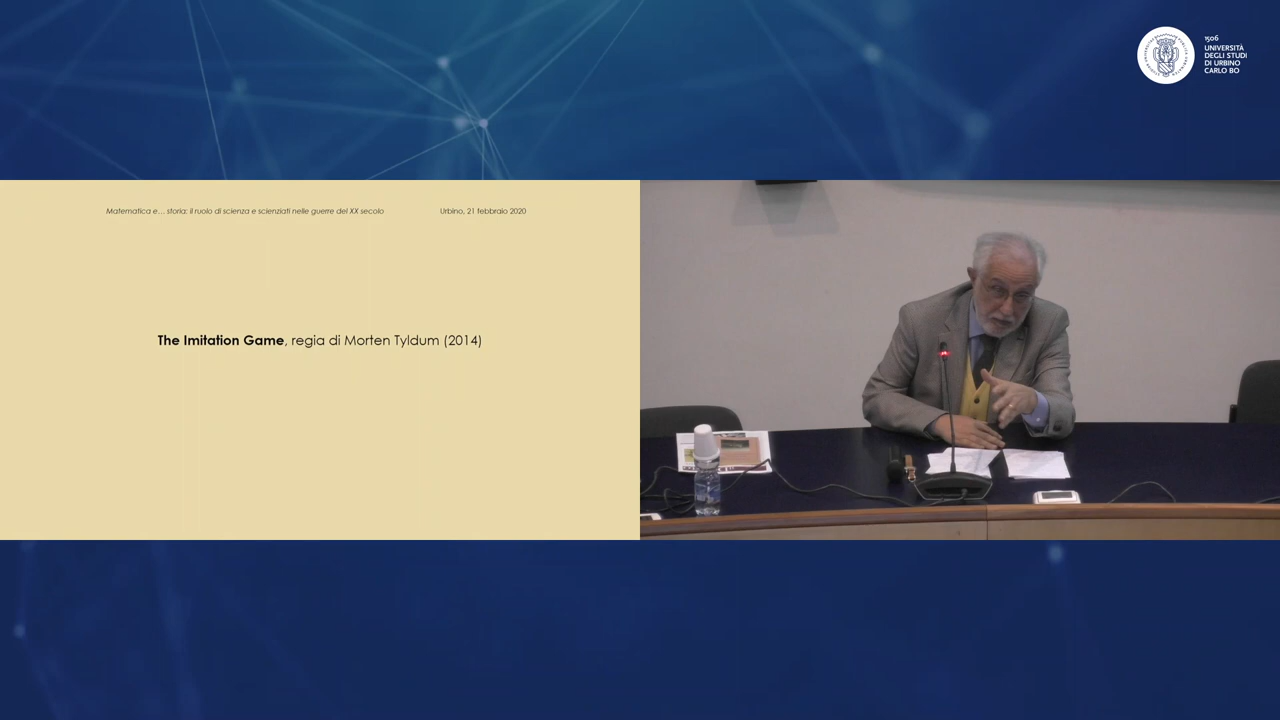 1506
UNIVERSITÀ
DEGLI STUDI
DI URBINO
CARLO BO
Matematica e... storia: il ruolo di scienza e scienziati nelle guerre del XX secolo
Urbino, 21 febbraio 2020
The Imitation Game, regia di Morten Tyldum (2014)